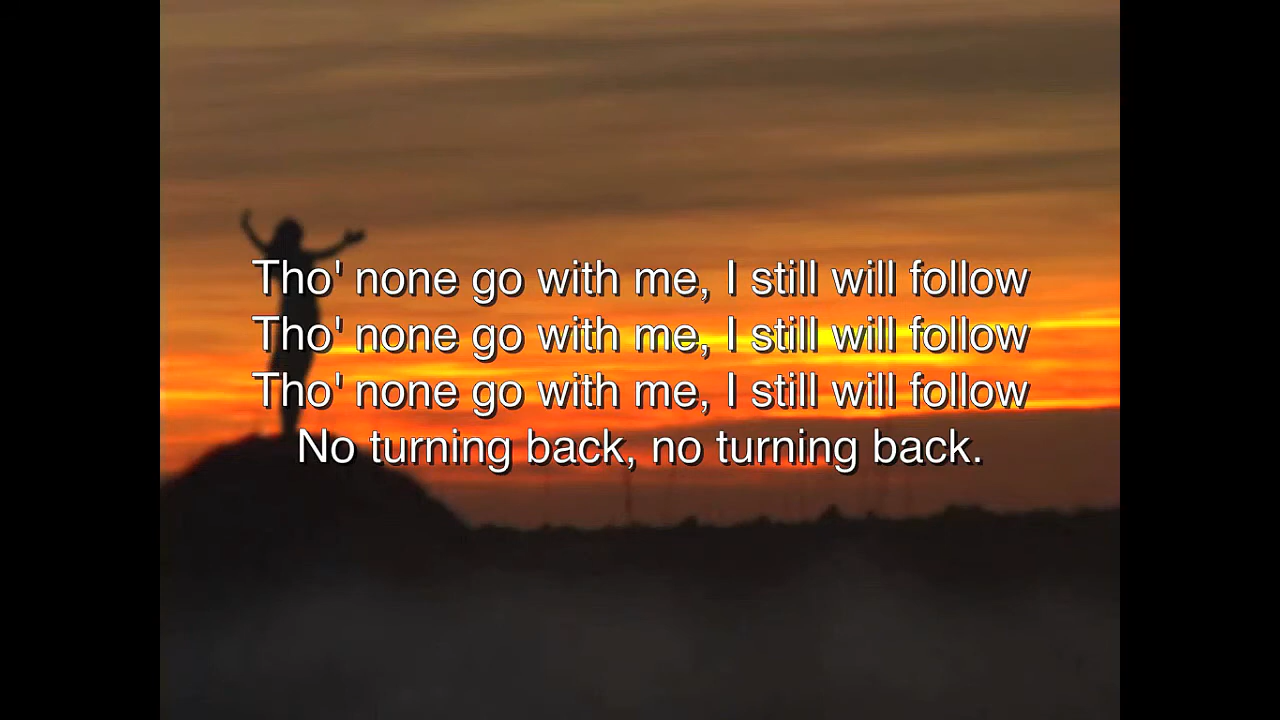 Tho' none go with me, I still will follow
Tho' none go with me, I still will follow
Tho' none go with me, I still will follow
No turning back, no turning back.